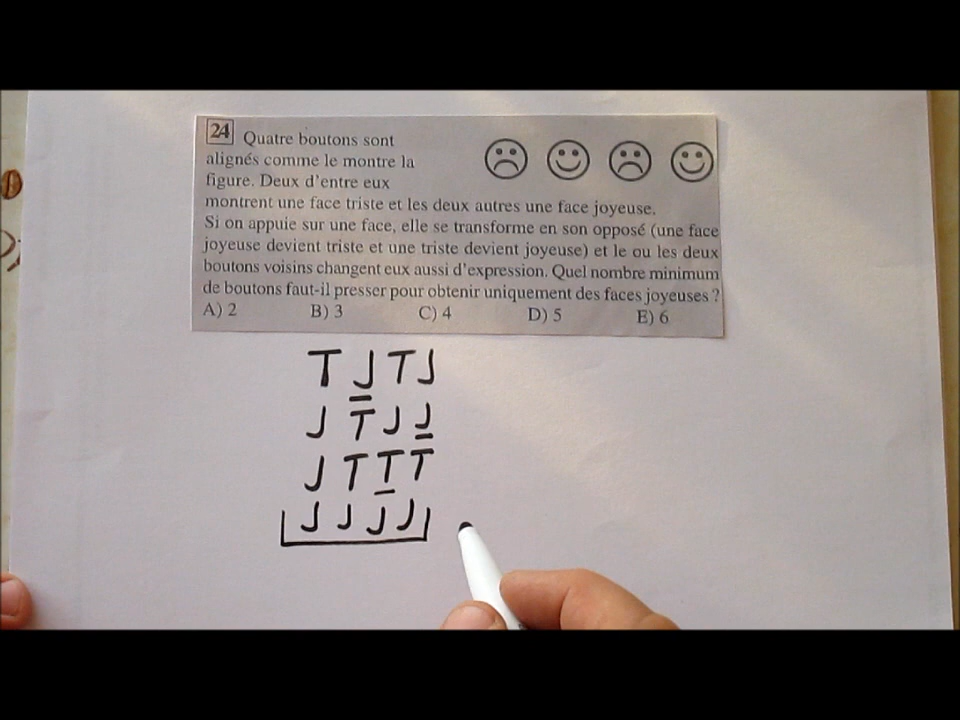 24 Quatre boutons sont
alignés comme le montre la
figure. Deux d'entre eux
montrent une face triste et les deux autres une face joyeuse.
Si on appuie sur une face, elle se transforme en son opposé (une face
joyeuse devient triste et une triste devient joyeuse) et le ou les deux
boutons voisins changent eux aussi d'expression. Quel nombre minimum
de boutons faut-il presser pour obtenir uniquement des faces joyeuses ?
A) 2 B) 3 C) 4 D) 5 E) 6
T J T J
J T J J
J T T T
J J J J